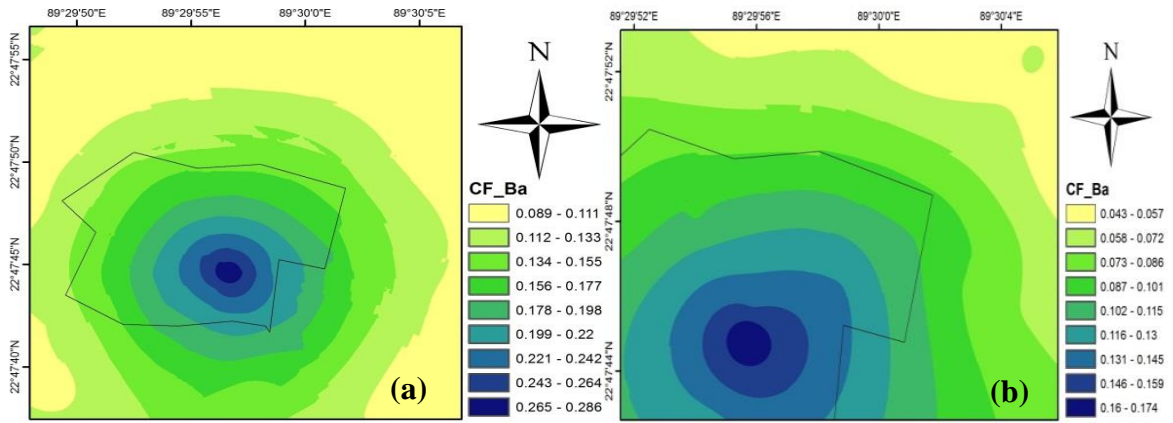 89°29'50"E 89°29'55"E 89°30'0"E 89°30'5"E
22°47'55"N
22°47'50"N
22°47'45"N
22°47'40"N
N
CF_Ba
0.089 - 0.111
0.112 - 0.133
0.134 - 0.155
0.156 - 0.177
0.178 - 0.198
0.199 - 0.22
0.221 - 0.242
0.243 - 0.264
0.265 - 0.286
(a)
89°29'52"E 89°29'56"E 89°30'0"E 89°30'4"E
22°47'52"N
22°47'48"N
22°47'44"N
N
CF_Ba
0.043 - 0.057
0.058 - 0.072
0.073 - 0.086
0.087 - 0.101
0.102 - 0.115
0.116 - 0.13
0.131 - 0.145
0.146 - 0.159
0.16 - 0.174
(b)